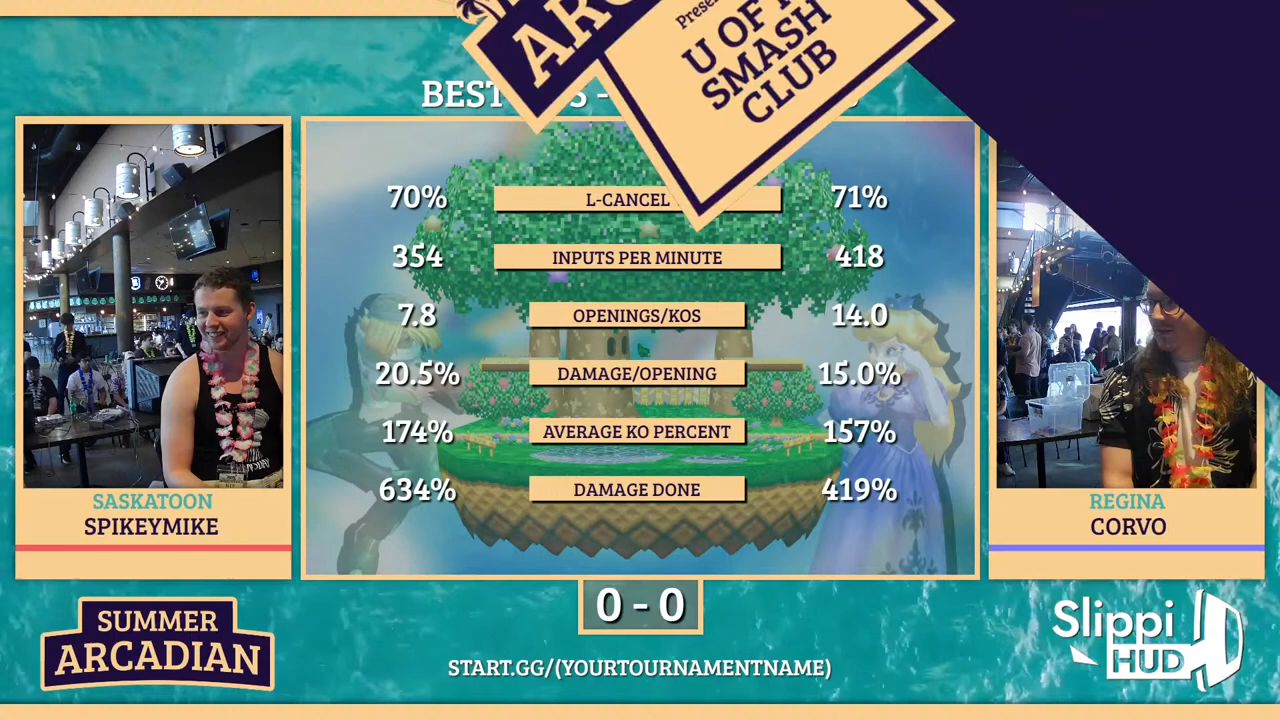 ARC
Presen
U OF
SMASH
CLUB
BEST
S -
70% L-CANCEL 71%
354 INPUTS PER MINUTE 418
7.8 OPENINGS/KOS 14.0
20.5% DAMAGE/OPENING 15.0%
174% AVERAGE KO PERCENT 157%
634% DAMAGE DONE 419%
SASKATOON
SPIKEYMIKE
REGINA
CORVO
0 - 0
SUMMER
ARCADIAN
START.GG/(YOURTOURNAMENTNAME)
Slippi
HUD